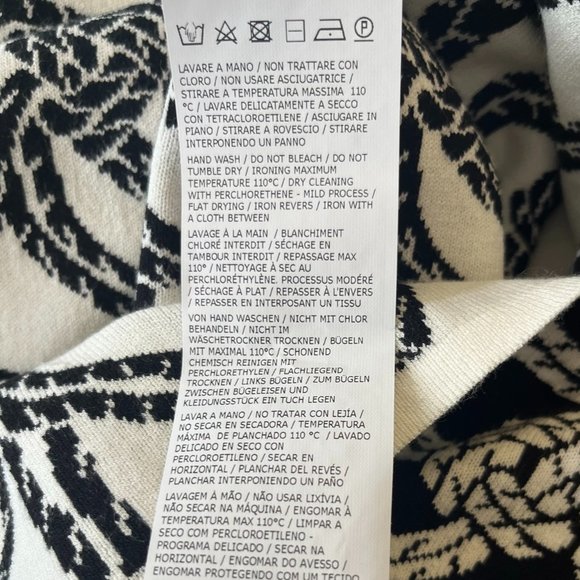 LAVARE A MANO / NON TRATTARE CON
CLORO / NON USARE ASCIUGATRICE /
STIRARE A TEMPERATURA MASSIMA 110
°C / LAVARE DELICATAMENTE A SECCO
CON TETRACLOROETILENE / ASCIUGARE IN
PIANO / STIRARE A ROVESCIO / STIRARE
INTERPONENDO UN PANNO
HAND WASH / DO NOT BLEACH / DO NOT
TUMBLE DRY / IRONING MAXIMUM
TEMPERATURE 110°C / DRY CLEANING
WITH PERCLHORETHENE - MILD PROCESS /
FLAT DRYING / IRON REVERS / IRON WITH
A CLOTH BETWEEN
LAVAGE À LA MAIN / BLANCHIMENT
CHLORÉ INTERDIT / SÉCHAGE EN
TAMBOUR INTERDIT / REPASSAGE MAX
110° / NETTOYAGE À SEC AU
PERCHLORÉTHYLÈNE. PROCESSUS MODÉRÉ
/ SÉCHAGE À PLAT / REPASSER À L'ENVERS
/ REPASSER EN INTERPOSANT UN TISSU
VON HAND WASCHEN / NICHT MIT CHLOR
BEHANDELN / NICHT IM
WÄSCHETROCKNER TROCKNEN / BÜGELN
MIT MAXIMAL 110°C / SCHONEND
CHEMISCH REINIGEN MIT
PERCHLORETHYLEN / FLACHLIEGEND
TROCKNEN / LINKS BÜGELN / ZUM BÜGELN
ZWISCHEN BÜGELEISEN UND
KLEIDUNGSSTÜCK EIN TUCH LEGEN
LAVAR A MANO / NO TRATAR CON LEJÍA /
NO SECAR EN SECADORA / TEMPERATURA
MÁXIMA DE PLANCHADO 110 °C / LAVADO
DELICADO EN SECO CON
PERCLOROETILENO / SECAR EN
HORIZONTAL / PLANCHAR DEL REVÉS /
PLANCHAR INTERPONIENDO UN PAÑO
LAVAGEM À MÃO / NÃO USAR LIXÍVIA /
NÃO SECAR NA MÁQUINA / ENGOMAR À
TEMPERATURA MAX 110°C / LIMPAR A
SECO COM PERCLOROETILENO -
PROGRAMA DELICADO / SECAR NA
HORIZONTAL / ENGOMAR DO AVESSO /
ENGOMAR PROTEGENDO COM UM TECIDO